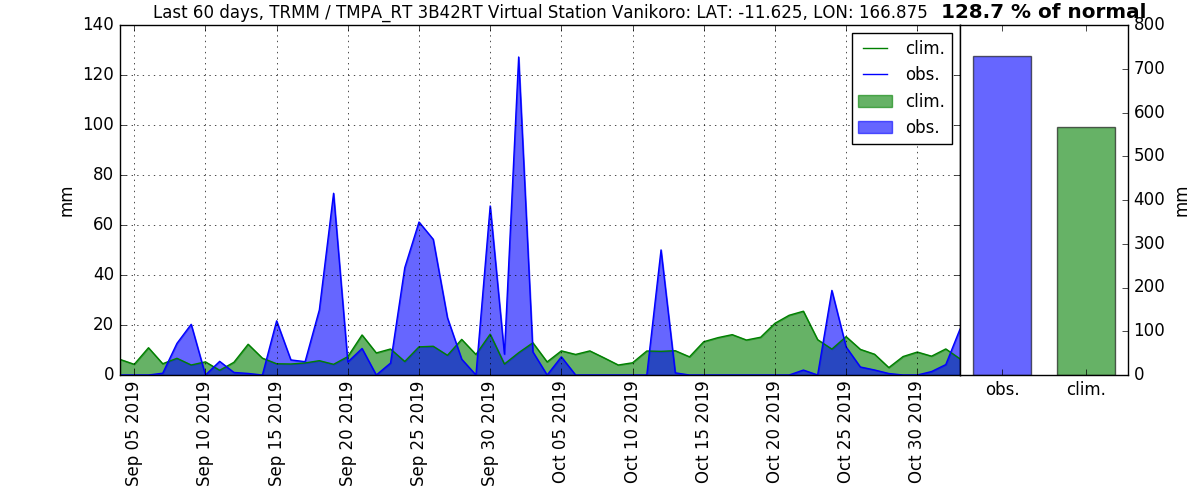 Last 60 days, TRMM / TMPA_RT 3B42RT Virtual Station Vanikoro: LAT: -11.625, LON: 166.875 128.7 % of normal
mm
140
120
100
80
60
40
20
0
clim.
obs.
clim.
obs.
Sep 05 2019
Sep 10 2019
Sep 15 2019
Sep 20 2019
Sep 25 2019
Sep 30 2019
Oct 05 2019
Oct 10 2019
Oct 15 2019
Oct 20 2019
Oct 25 2019
Oct 30 2019
800
700
600
500
400
300
200
100
0
mm
obs.
clim.